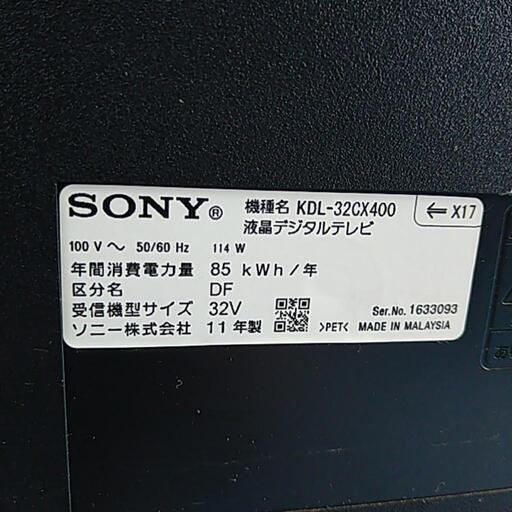 SONY® 機種名 KDL-32CX400
液晶デジタルテレビ
← X17
100 V～ 50/60 Hz 114 W
年間消費電力量 85 kWh/年
区分名 DF
受信機型サイズ 32V
ソニー株式会社 11年製
Ser.No. 1633093
>PET< MADE IN MALAYSIA